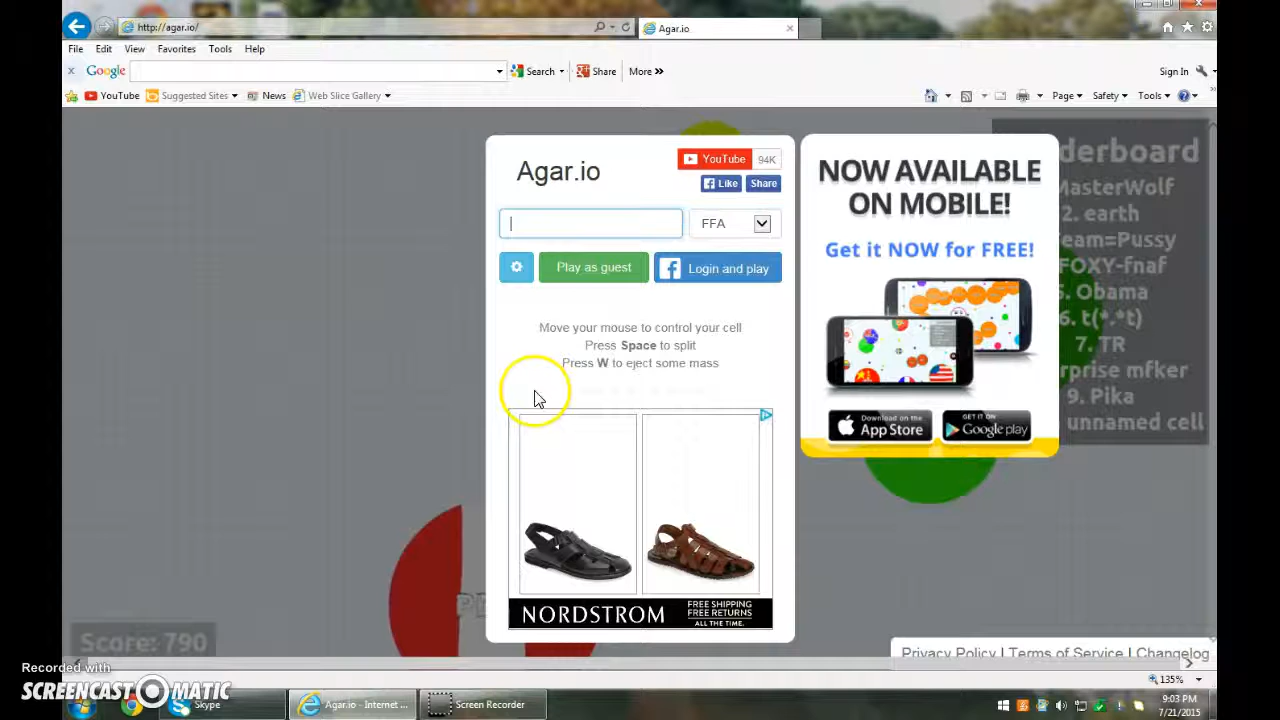 http://agar.io/
Agar.io
File Edit View Favorites Tools Help
Google Search Share More »
Sign In
YouTube Suggested Sites News Web Slice Gallery
Page Safety Tools
Agar.io
YouTube 94K
Like Share
FFA
Play as guest Login and play
Move your mouse to control your cell
Press Space to split
Press W to eject some mass
NORDSTROM
FREE SHIPPING
FREE RETURNS
ALL THE TIME.
NOW AVAILABLE
ON MOBILE!
Get it NOW for FREE!
Download on the
App Store
GET IT ON
Google play
derboard
MasterWolf
2. earth
eam=Pussy
FOXY-fnaf
5. Obama
6. t(*.*t)
7. TR
rprise mfker
9. Pika
unnamed cell
Score: 790
Privacy Policy | Terms of Service | Changelog
135%
Recorded with
SCREENCAST MATIC
Skype
Agar.io - Internet ...
Screen Recorder
9:03 PM
7/21/2015